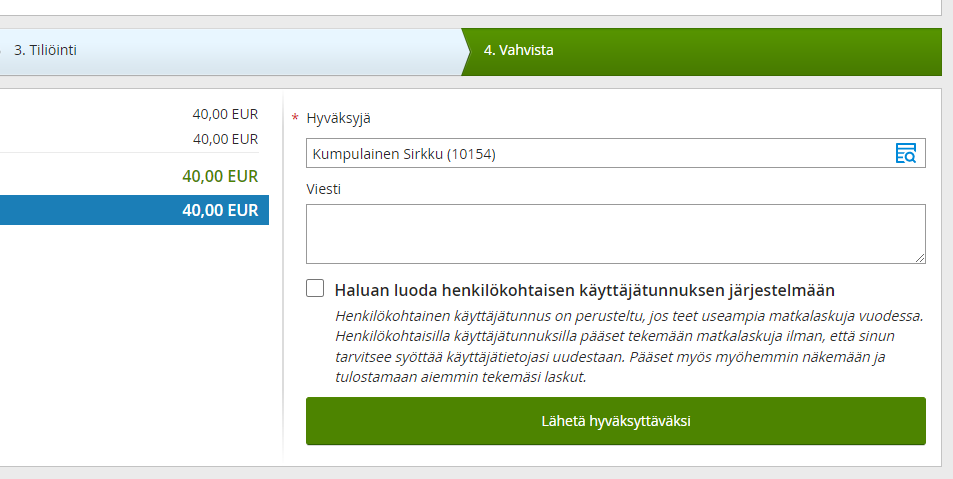 3. Tiliöinti
4. Vahvista
40,00 EUR
40,00 EUR
40,00 EUR
40,00 EUR
* Hyväksyjä
Kumpulainen Sirkku (10154)
Viesti
Haluan luoda henkilökohtaisen käyttäjätunnuksen järjestelmään
Henkilökohtainen käyttäjätunnus on perusteltu, jos teet useampia matkalaskuja vuodessa.
Henkilökohtaisilla käyttäjätunnuksilla pääset tekemään matkalaskuja ilman, että sinun
tarvitsee syöttää käyttäjätietojasi uudestaan. Pääset myös myöhemmin näkemään ja
tulostamaan aiemmin tekemäsi laskut.
Lähetä hyväksyttäväksi